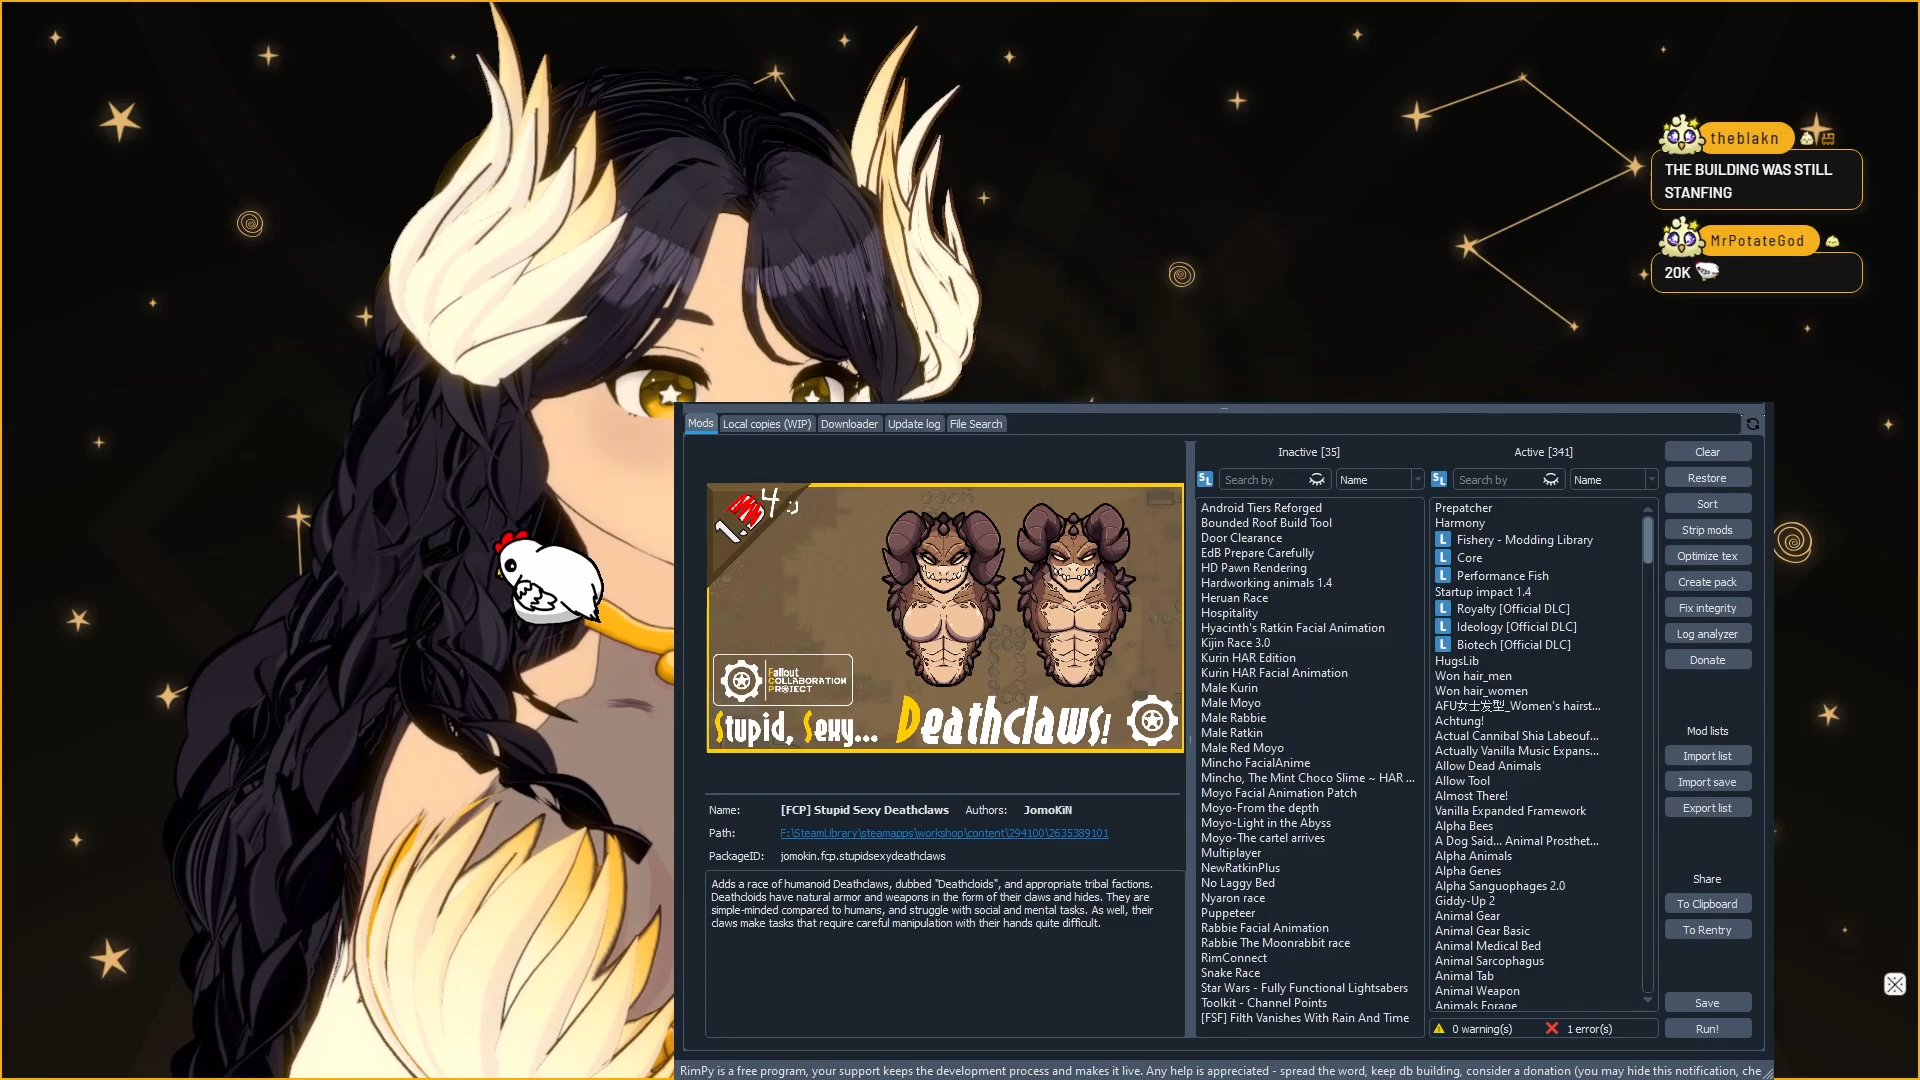 theblakn
THE BUILDING WAS STILL
STANFING
MrPotateGod
20K
Mods
Local copies (WIP)
Downloader
Update log
File Search
1.
4
Fallout
COLLABORATION
PROJECT
Stupid, Sexy... Deathclaws!
Name: [FCP] Stupid Sexy Deathclaws Authors: JomoKiN
Path: F:\SteamLibrary\steamapps\workshop\content\294100\2635389101
PackageID: jomokin.fcp.stupidsexydeathclaws
Adds a race of humanoid Deathclaws, dubbed "Deathcloids", and appropriate tribal factions.
Deathcloids have natural armor and weapons in the form of their claws and hides. They are
simple-minded compared to humans, and struggle with social and mental tasks. As well, their
claws make tasks that require careful manipulation with their hands quite difficult.
Inactive [35]
SL
Search by
Name
Android Tiers Reforged
Bounded Roof Build Tool
Door Clearance
EdB Prepare Carefully
HD Pawn Rendering
Hardworking animals 1.4
Heruan Race
Hospitality
Hyacinth's Ratkin Facial Animation
Kijin Race 3.0
Kurin HAR Edition
Kurin HAR Facial Animation
Male Kurin
Male Moyo
Male Rabbie
Male Ratkin
Male Red Moyo
Mincho FacialAnime
Mincho, The Mint Choco Slime ~ HAR ...
Moyo Facial Animation Patch
Moyo-From the depth
Moyo-Light in the Abyss
Moyo-The cartel arrives
Multiplayer
NewRatkinPlus
No Laggy Bed
Nyaron race
Puppeteer
Rabbie Facial Animation
Rabbie The Moonrabbit race
RimConnect
Snake Race
Star Wars - Fully Functional Lightsabers
Toolkit - Channel Points
[FSF] Filth Vanishes With Rain And Time
Active [341]
SL
Search by
Name
Prepatcher
Harmony
L Fishery - Modding Library
L Core
L Performance Fish
Startup impact 1.4
L Royalty [Official DLC]
L Ideology [Official DLC]
L Biotech [Official DLC]
HugsLib
Won hair_men
Won hair_women
AFU女士发型_Women's hairst...
Achtung!
Actual Cannibal Shia Labeouf...
Actually Vanilla Music Expans...
Allow Dead Animals
Allow Tool
Almost There!
Vanilla Expanded Framework
Alpha Bees
A Dog Said... Animal Prosthet...
Alpha Animals
Alpha Genes
Alpha Sanguophages 2.0
Giddy-Up 2
Animal Gear
Animal Gear Basic
Animal Medical Bed
Animal Sarcophagus
Animal Tab
Animal Weapon
Animals Forage
0 warning(s)
1 error(s)
Clear
Restore
Sort
Strip mods
Optimize tex
Create pack
Fix integrity
Log analyzer
Donate
Mod lists
Import list
Import save
Export list
Share
To Clipboard
To Rentry
Save
Run!
RimPy is a free program, your support keeps the development process and makes it live. Any help is appreciated - spread the word, keep db building, consider a donation (you may hide this notification, che